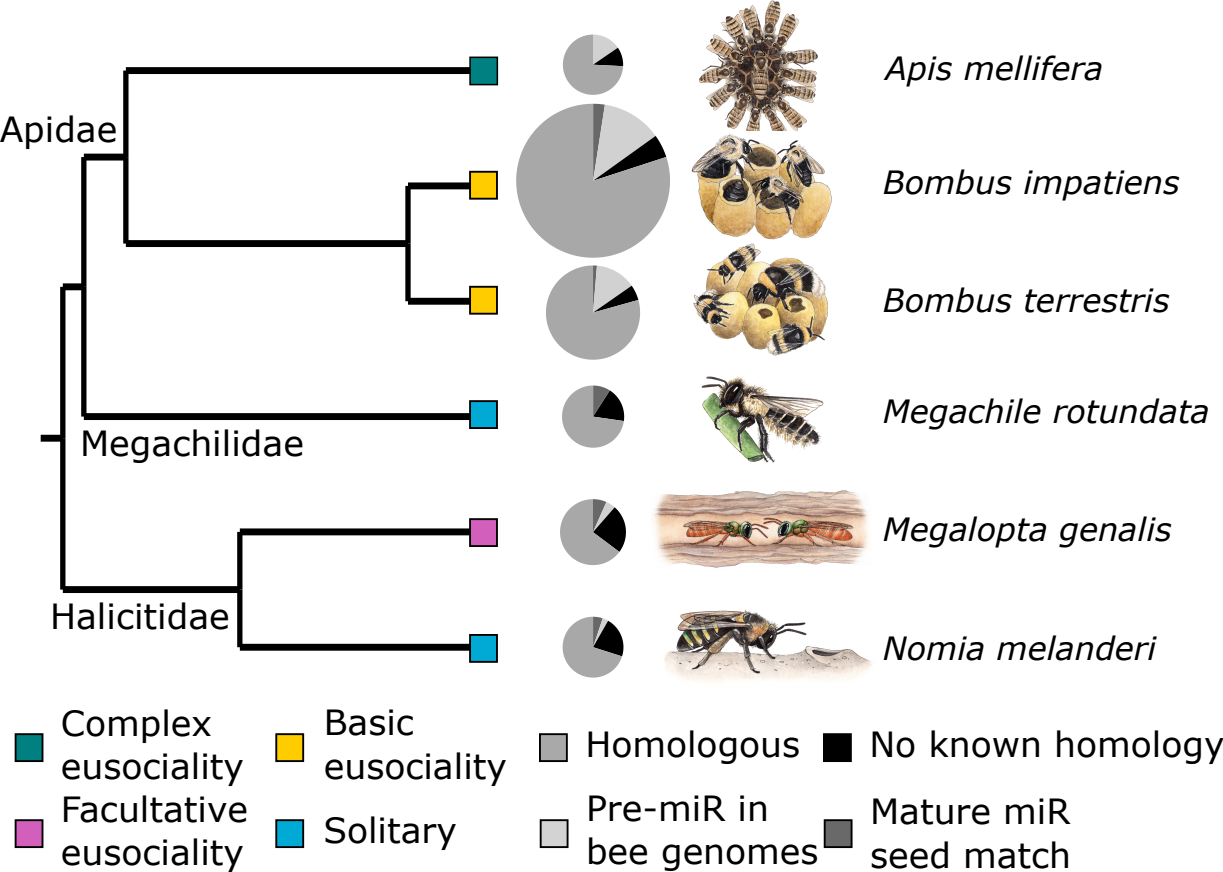 Apis mellifera
Apidae
Bombus impatiens
Bombus terrestris
Megachile rotundata
Megachilidae
Megalopta genalis
Halicitidae
Nomia melanderi
Complex
eusociality
Basic
eusociality
Homologous
No known homology
Facultative
eusociality
Solitary
Pre-miR in
bee genomes
Mature miR
seed match